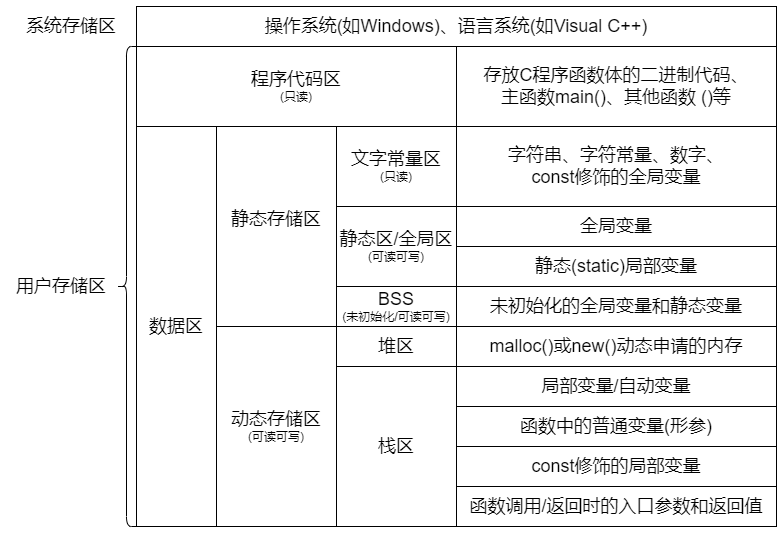 系统存储区
操作系统(如Windows)、语言系统(如Visual C++)
用户存储区
程序代码区
(只读)
存放C程序函数体的二进制代码、
主函数main()、其他函数 ()等
数据区
静态存储区
文字常量区
(只读)
字符串、字符常量、数字、
const修饰的全局变量
静态区/全局区
(可读可写)
全局变量
静态(static)局部变量
BSS
(未初始化/可读可写)
未初始化的全局变量和静态变量
动态存储区
(可读可写)
堆区
malloc()或new()动态申请的内存
栈区
局部变量/自动变量
函数中的普通变量(形参)
const修饰的局部变量
函数调用/返回时的入口参数和返回值